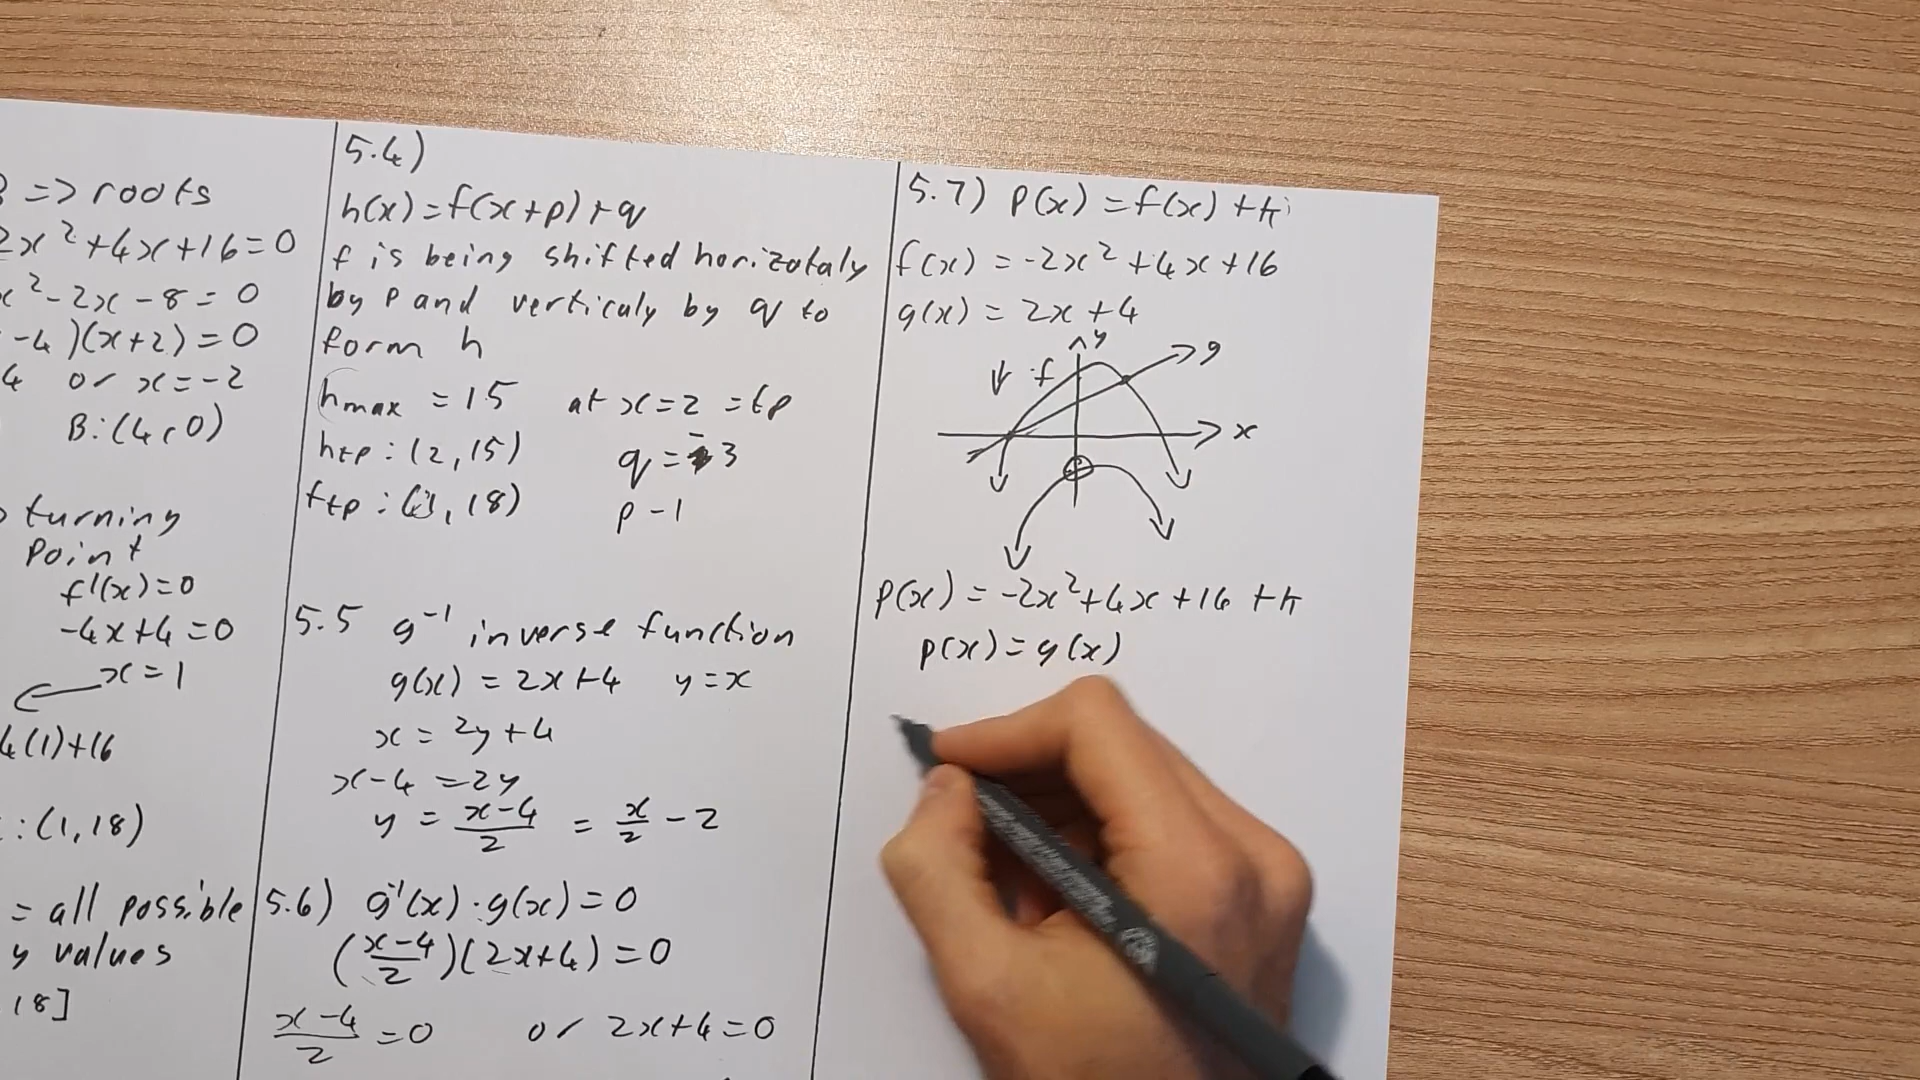 => roots
2x² + 4x + 16 = 0
x² - 2x - 8 = 0
-4)(x+2) = 0
4 or x = -2
B: (4, 0)
turning
Point
f'(x) = 0
-4x + 4 = 0
x = 1
4(1) + 16
: (1, 18)
= all possible
y values
18]
5.4)
h(x) = f(x+p) + q
f is being shifted horizotaly
by p and verticuly by q to
form h
hmax = 15 at x = 2 = tp
htp : (2, 15) q = -3
ftp : (1, 18) p - 1
5.5 g⁻¹ inverse function
g(x) = 2x + 4 y = x
x = 2y + 4
x - 4 = 2y
y = (x-4)/2 = x/2 - 2
5.6) g⁻¹(x) · g(x) = 0
((x-4)/2)(2x+4) = 0
(x-4)/2 = 0 or 2x + 4 = 0
5.7) p(x) = f(x) + k
f(x) = -2x² + 4x + 16
g(x) = 2x + 4
y
g
f
x
p(x) = -2x² + 4x + 16 + k
p(x) = g(x)